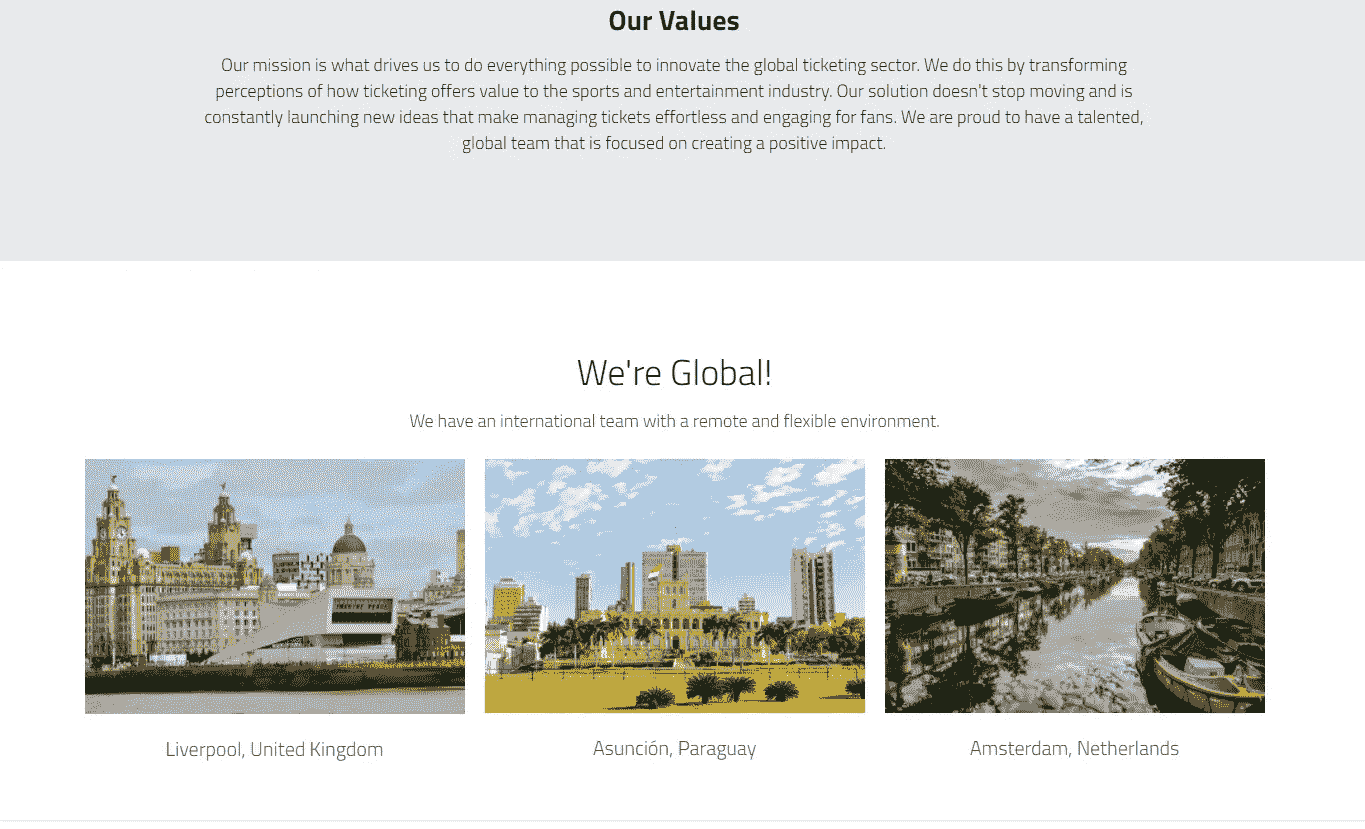 Our Values
Our mission is what drives us to do everything possible to innovate the global ticketing sector. We do this by transforming
perceptions of how ticketing offers value to the sports and entertainment industry. Our solution doesn't stop moving and is
constantly launching new ideas that make managing tickets effortless and engaging for fans. We are proud to have a talented,
global team that is focused on creating a positive impact.
We're Global!
We have an international team with a remote and flexible environment.
Liverpool, United Kingdom
Asunción, Paraguay
Amsterdam, Netherlands